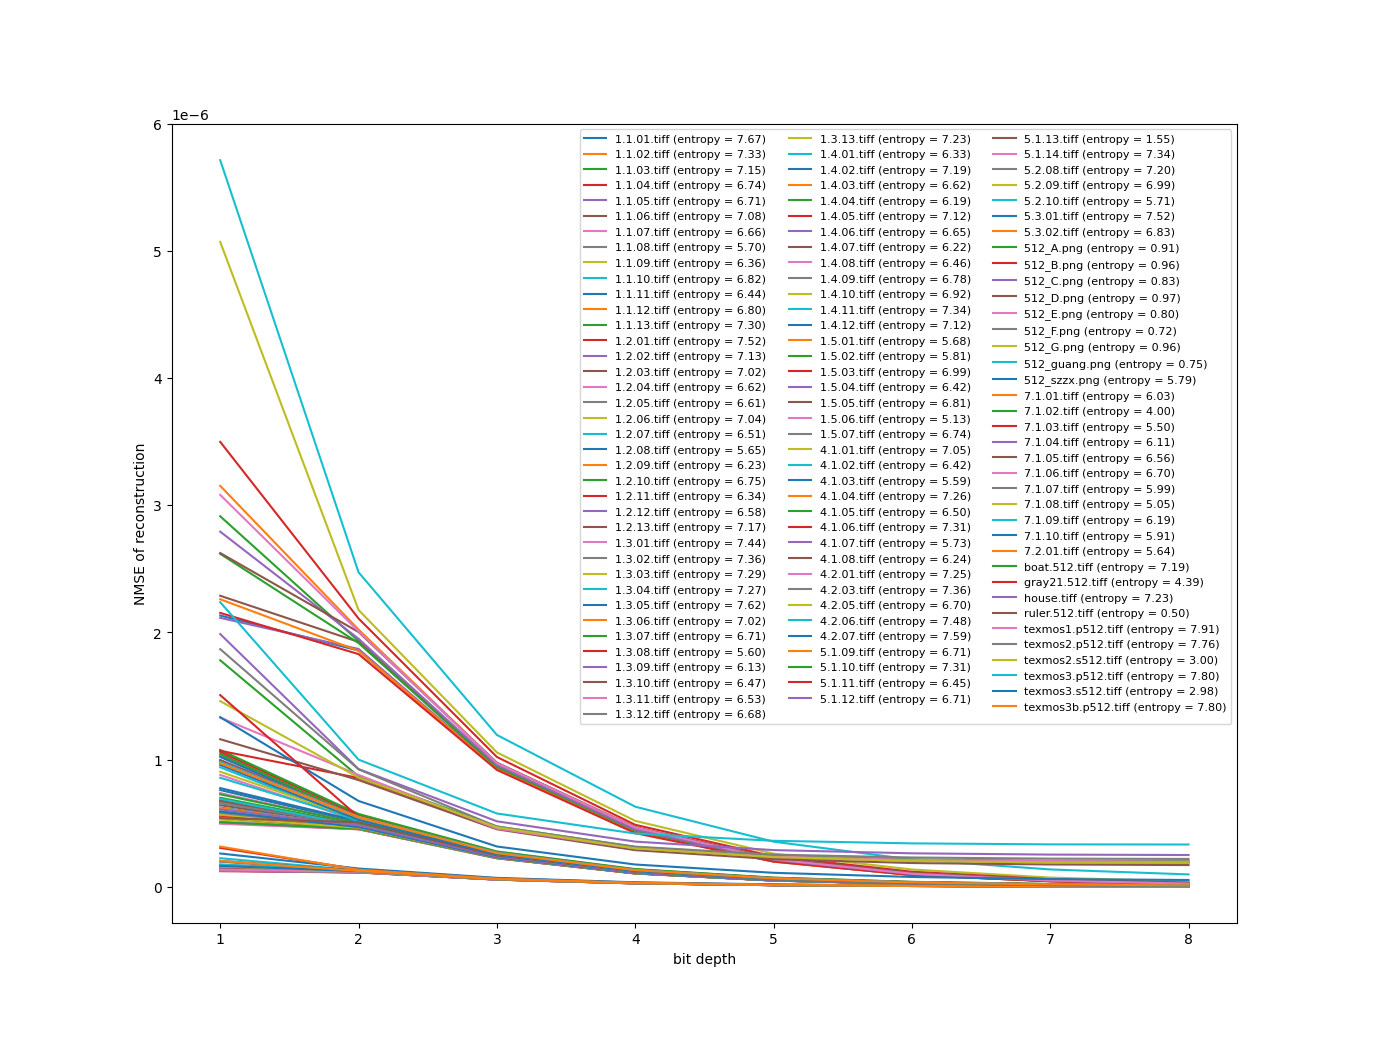 1e−6
6
5
4
3
2
1
0
NMSE of reconstruction
1.1.01.tiff (entropy = 7.67)
1.1.02.tiff (entropy = 7.33)
1.1.03.tiff (entropy = 7.15)
1.1.04.tiff (entropy = 6.74)
1.1.05.tiff (entropy = 6.71)
1.1.06.tiff (entropy = 7.08)
1.1.07.tiff (entropy = 6.66)
1.1.08.tiff (entropy = 5.70)
1.1.09.tiff (entropy = 6.36)
1.1.10.tiff (entropy = 6.82)
1.1.11.tiff (entropy = 6.44)
1.1.12.tiff (entropy = 6.80)
1.1.13.tiff (entropy = 7.30)
1.2.01.tiff (entropy = 7.52)
1.2.02.tiff (entropy = 7.13)
1.2.03.tiff (entropy = 7.02)
1.2.04.tiff (entropy = 6.62)
1.2.05.tiff (entropy = 6.61)
1.2.06.tiff (entropy = 7.04)
1.2.07.tiff (entropy = 6.51)
1.2.08.tiff (entropy = 5.65)
1.2.09.tiff (entropy = 6.23)
1.2.10.tiff (entropy = 6.75)
1.2.11.tiff (entropy = 6.34)
1.2.12.tiff (entropy = 6.58)
1.2.13.tiff (entropy = 7.17)
1.3.01.tiff (entropy = 7.44)
1.3.02.tiff (entropy = 7.36)
1.3.03.tiff (entropy = 7.29)
1.3.04.tiff (entropy = 7.27)
1.3.05.tiff (entropy = 7.62)
1.3.06.tiff (entropy = 7.02)
1.3.07.tiff (entropy = 6.71)
1.3.08.tiff (entropy = 5.60)
1.3.09.tiff (entropy = 6.13)
1.3.10.tiff (entropy = 6.47)
1.3.11.tiff (entropy = 6.53)
1.3.12.tiff (entropy = 6.68)
1.3.13.tiff (entropy = 7.23)
1.4.01.tiff (entropy = 6.33)
1.4.02.tiff (entropy = 7.19)
1.4.03.tiff (entropy = 6.62)
1.4.04.tiff (entropy = 6.19)
1.4.05.tiff (entropy = 7.12)
1.4.06.tiff (entropy = 6.65)
1.4.07.tiff (entropy = 6.22)
1.4.08.tiff (entropy = 6.46)
1.4.09.tiff (entropy = 6.78)
1.4.10.tiff (entropy = 6.92)
1.4.11.tiff (entropy = 7.34)
1.4.12.tiff (entropy = 7.12)
1.5.01.tiff (entropy = 5.68)
1.5.02.tiff (entropy = 5.81)
1.5.03.tiff (entropy = 6.99)
1.5.04.tiff (entropy = 6.42)
1.5.05.tiff (entropy = 6.81)
1.5.06.tiff (entropy = 5.13)
1.5.07.tiff (entropy = 6.74)
4.1.01.tiff (entropy = 7.05)
4.1.02.tiff (entropy = 6.42)
4.1.03.tiff (entropy = 5.59)
4.1.04.tiff (entropy = 7.26)
4.1.05.tiff (entropy = 6.50)
4.1.06.tiff (entropy = 7.31)
4.1.07.tiff (entropy = 5.73)
4.1.08.tiff (entropy = 6.24)
4.2.01.tiff (entropy = 7.25)
4.2.03.tiff (entropy = 7.36)
4.2.05.tiff (entropy = 6.70)
4.2.06.tiff (entropy = 7.48)
4.2.07.tiff (entropy = 7.59)
5.1.09.tiff (entropy = 6.71)
5.1.10.tiff (entropy = 7.31)
5.1.11.tiff (entropy = 6.45)
5.1.12.tiff (entropy = 6.71)
5.1.13.tiff (entropy = 1.55)
5.1.14.tiff (entropy = 7.34)
5.2.08.tiff (entropy = 7.20)
5.2.09.tiff (entropy = 6.99)
5.2.10.tiff (entropy = 5.71)
5.3.01.tiff (entropy = 7.52)
5.3.02.tiff (entropy = 6.83)
512_A.png (entropy = 0.91)
512_B.png (entropy = 0.96)
512_C.png (entropy = 0.83)
512_D.png (entropy = 0.97)
512_E.png (entropy = 0.80)
512_F.png (entropy = 0.72)
512_G.png (entropy = 0.96)
512_guang.png (entropy = 0.75)
512_szzx.png (entropy = 5.79)
7.1.01.tiff (entropy = 6.03)
7.1.02.tiff (entropy = 4.00)
7.1.03.tiff (entropy = 5.50)
7.1.04.tiff (entropy = 6.11)
7.1.05.tiff (entropy = 6.56)
7.1.06.tiff (entropy = 6.70)
7.1.07.tiff (entropy = 5.99)
7.1.08.tiff (entropy = 5.05)
7.1.09.tiff (entropy = 6.19)
7.1.10.tiff (entropy = 5.91)
7.2.01.tiff (entropy = 5.64)
boat.512.tiff (entropy = 7.19)
gray21.512.tiff (entropy = 4.39)
house.tiff (entropy = 7.23)
ruler.512.tiff (entropy = 0.50)
texmos1.p512.tiff (entropy = 7.91)
texmos2.p512.tiff (entropy = 7.76)
texmos2.s512.tiff (entropy = 3.00)
texmos3.p512.tiff (entropy = 7.80)
texmos3.s512.tiff (entropy = 2.98)
texmos3b.p512.tiff (entropy = 7.80)
1 2 3 4 5 6 7 8
bit depth